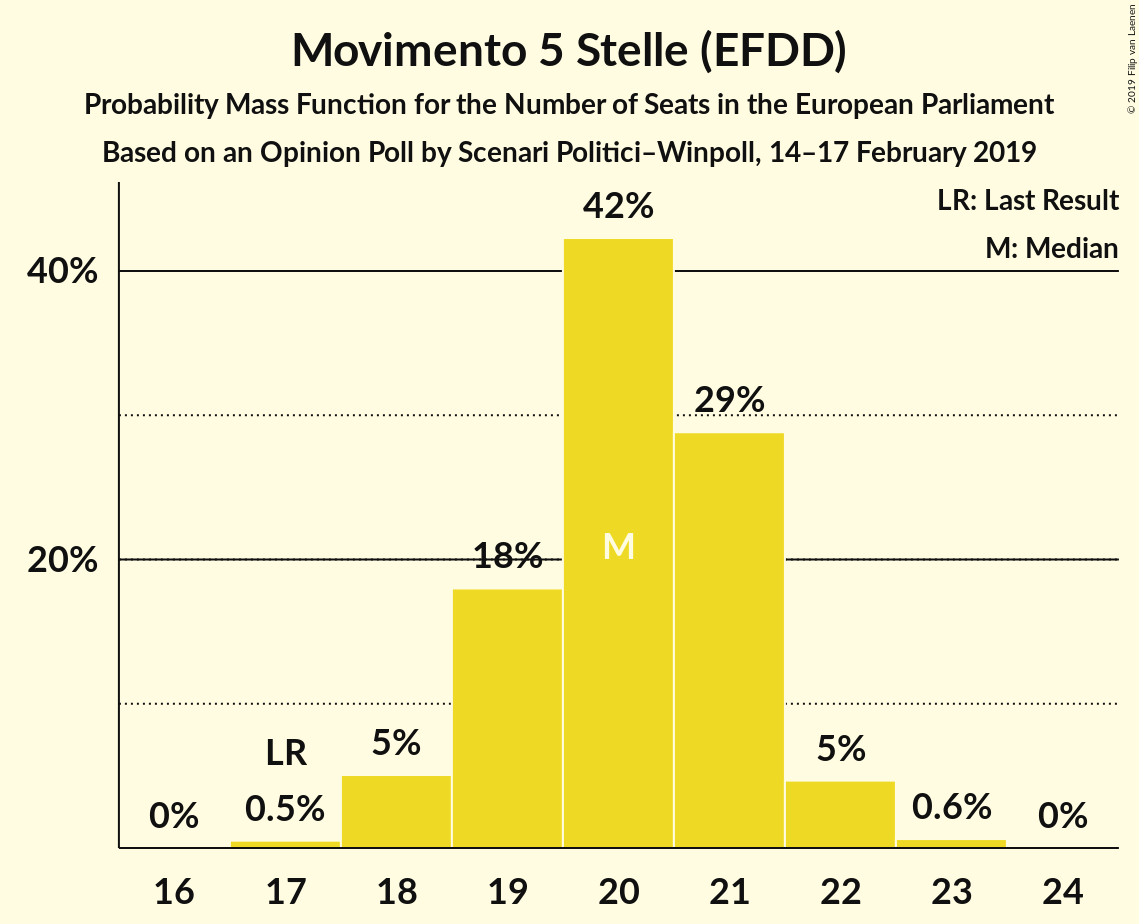 Movimento 5 Stelle (EFDD)
Probability Mass Function for the Number of Seats in the European Parliament
Based on an Opinion Poll by Scenari Politici–Winpoll, 14–17 February 2019
© 2019 Filip van Laenen
LR: Last Result
M: Median
42%
40%
29%
20%
18%
M
LR
5%
5%
0%
0.5%
0.6%
0%
16 17 18 19 20 21 22 23 24